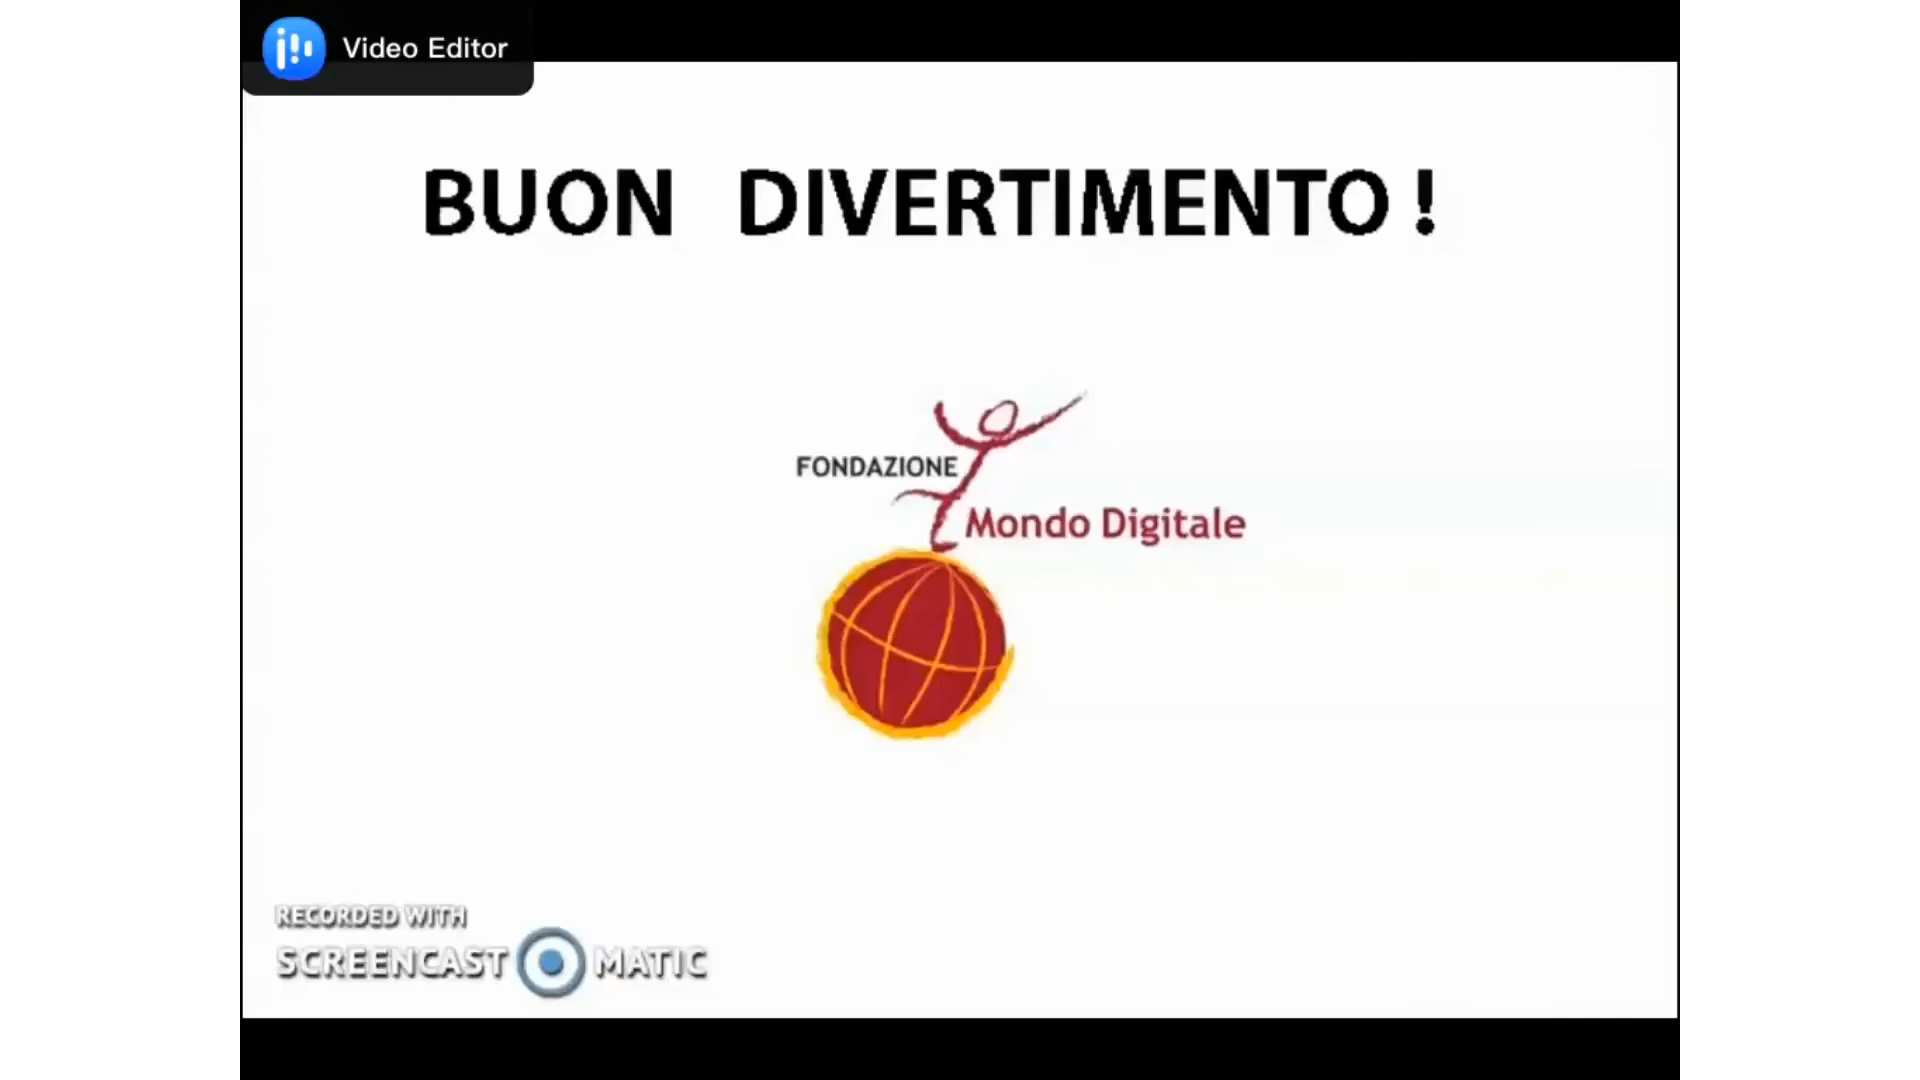 Video Editor
BUON DIVERTIMENTO !
FONDAZIONE
Mondo Digitale
RECORDED WITH
SCREENCAST MATIC